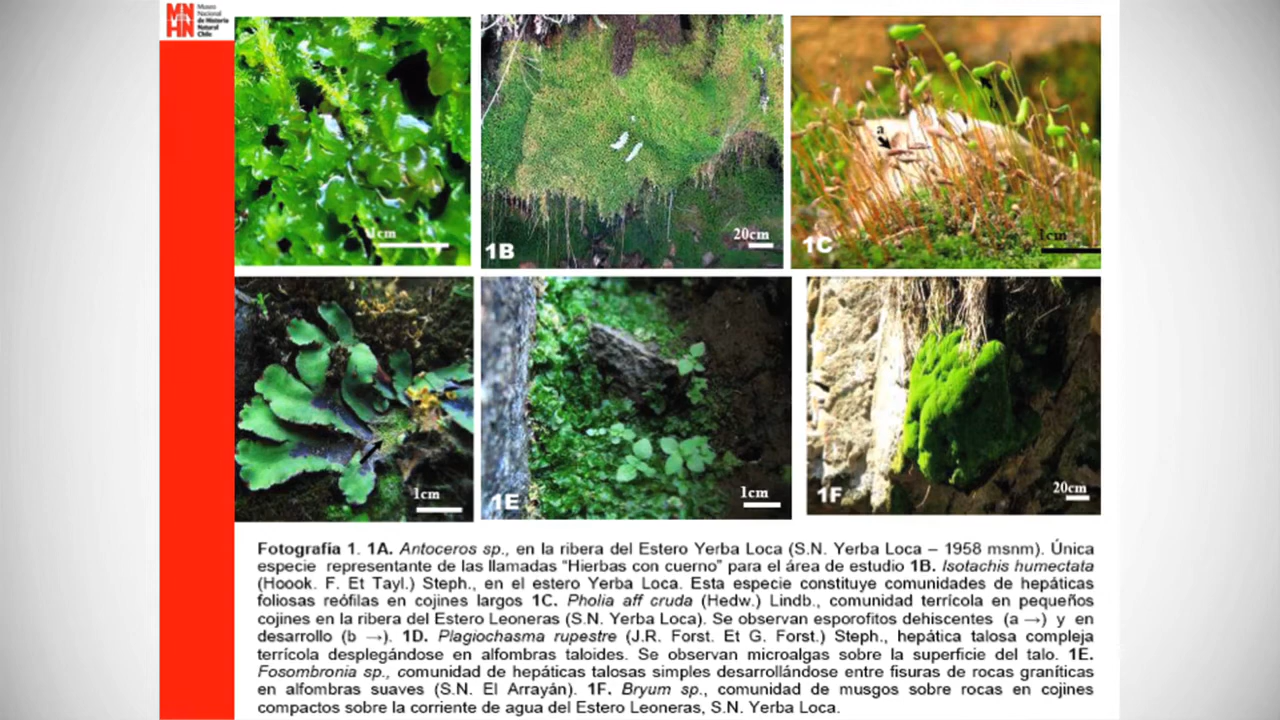 MN
HN
Museo
Nacional
de Historia
Natural
Chile
1cm
1B
20cm
a
1C
1cm
1cm
1E
1cm
1F
20cm
Fotografía 1. 1A. Antoceros sp., en la ribera del Estero Yerba Loca (S.N. Yerba Loca – 1958 msnm). Única
especie representante de las llamadas “Hierbas con cuerno” para el área de estudio 1B. Isotachis humectata
(Hoook. F. Et Tayl.) Steph., en el estero Yerba Loca. Esta especie constituye comunidades de hepáticas
foliosas reófilas en cojines largos 1C. Pholia aff cruda (Hedw.) Lindb., comunidad terrícola en pequeños
cojines en la ribera del Estero Leoneras (S.N. Yerba Loca). Se observan esporofitos dehiscentes (a →) y en
desarrollo (b →). 1D. Plagiochasma rupestre (J.R. Forst. Et G. Forst.) Steph., hepática talosa compleja
terrícola desplegándose en alfombras taloides. Se observan microalgas sobre la superficie del talo. 1E.
Fosombronia sp., comunidad de hepáticas talosas simples desarrollándose entre fisuras de rocas graníticas
en alfombras suaves (S.N. El Arrayán). 1F. Bryum sp., comunidad de musgos sobre rocas en cojines
compactos sobre la corriente de agua del Estero Leoneras, S.N. Yerba Loca.